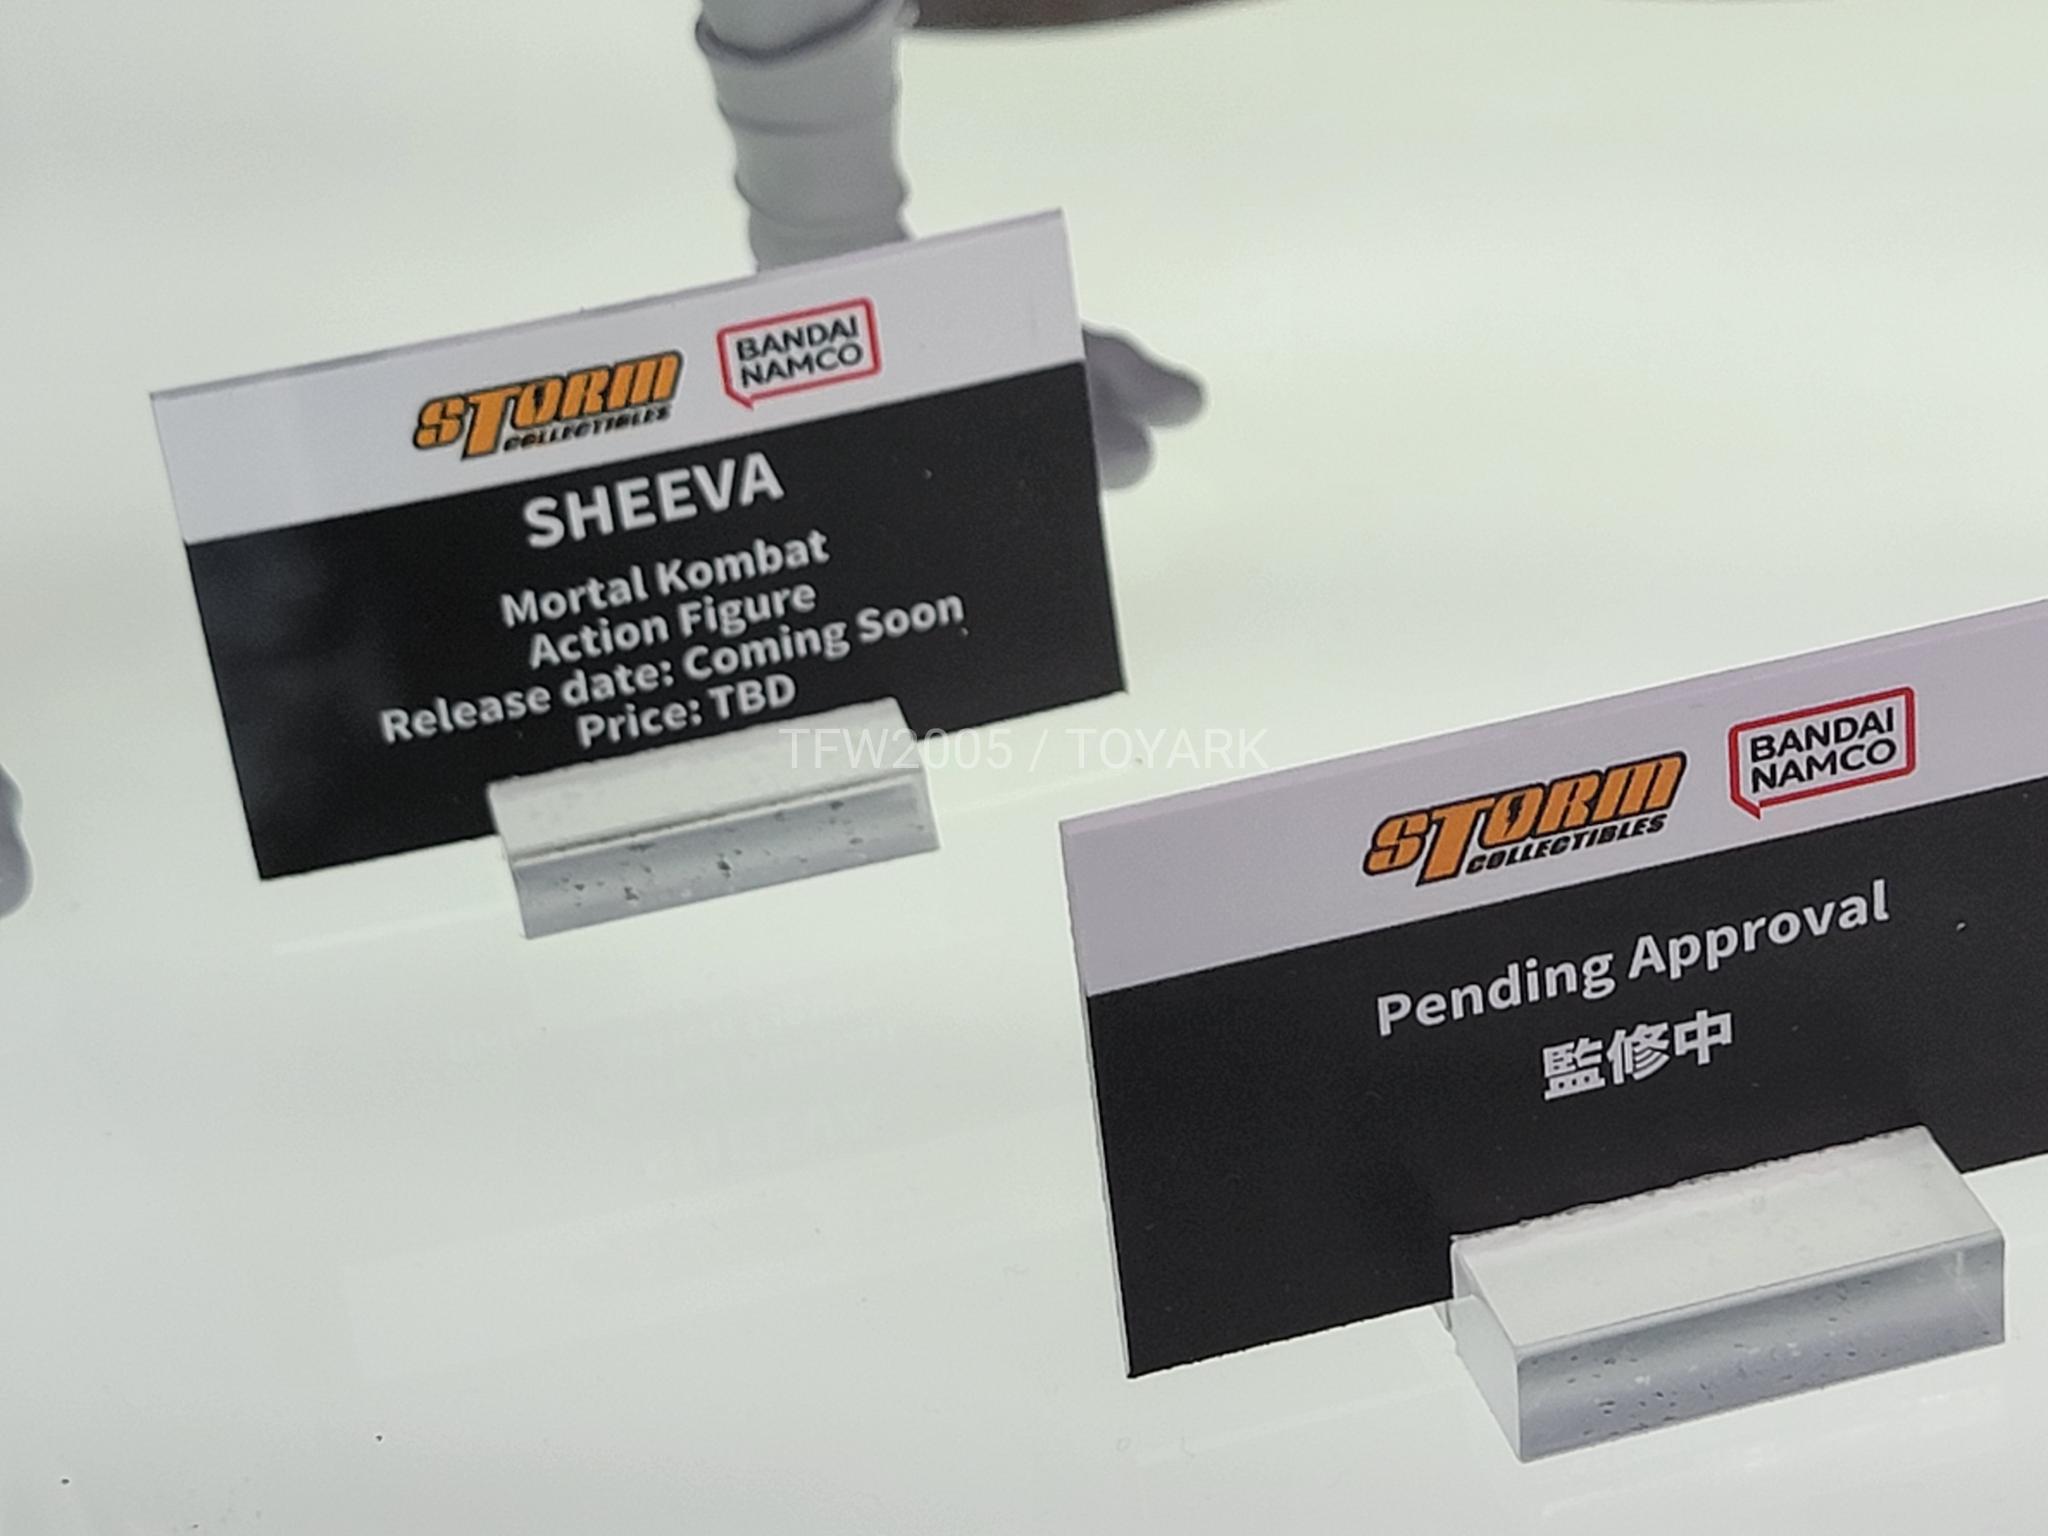 STORM
COLLECTIBLES
BANDAI
NAMCO
SHEEVA
Mortal Kombat
Action Figure
Release date: Coming Soon
Price: TBD
TFW2005 / TOYARK
STORM
COLLECTIBLES
BANDAI
NAMCO
Pending Approval
監修中